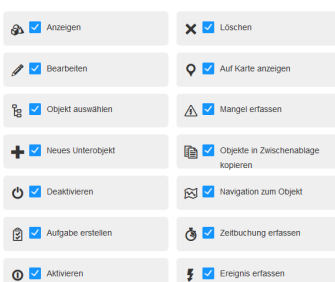 Anzeigen
Löschen
Bearbeiten
Auf Karte anzeigen
Objekt auswählen
Mangel erfassen
Neues Unterobjekt
Objekte in Zwischenablage
kopieren
Deaktivieren
Navigation zum Objekt
Aufgabe erstellen
Zeitbuchung erfassen
Aktivieren
Ereignis erfassen